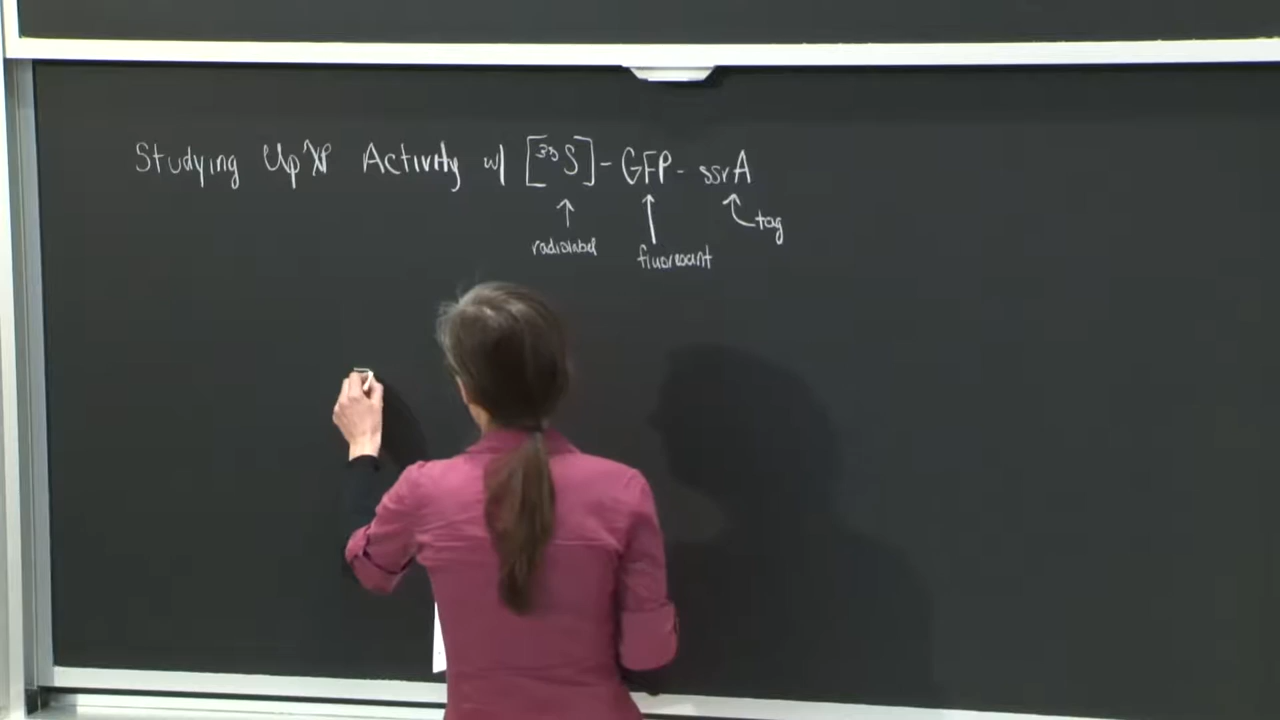 Studying ClpXP Activity w/ [³⁵S]-GFP-ssrA
radiolabel
fluorescent
tag